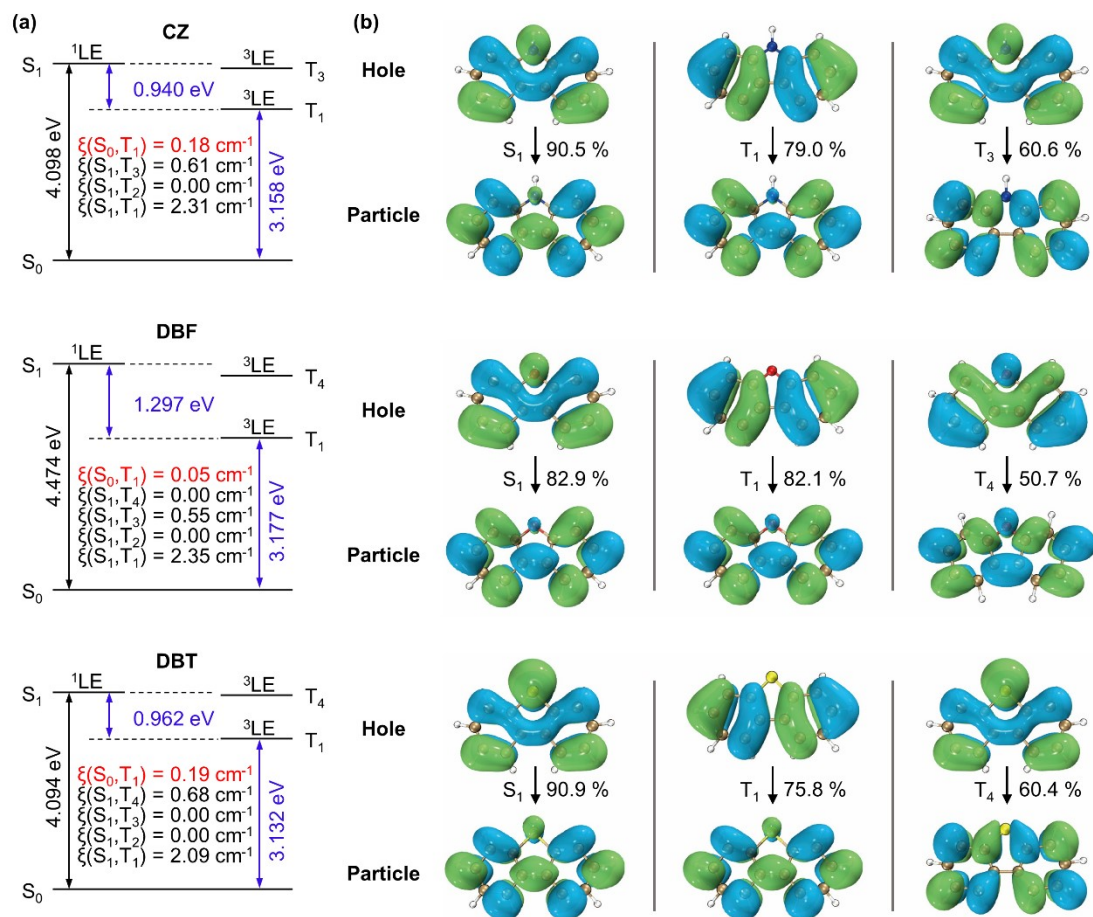 (a)
CZ
S₁
¹LE
³LE
T₃
0.940 eV
³LE
T₁
4.098 eV
ξ(S₀,T₁) = 0.18 cm⁻¹
ξ(S₁,T₃) = 0.61 cm⁻¹
ξ(S₁,T₂) = 0.00 cm⁻¹
ξ(S₁,T₁) = 2.31 cm⁻¹
3.158 eV
S₀
DBF
S₁
¹LE
³LE
T₄
1.297 eV
³LE
T₁
4.474 eV
ξ(S₀,T₁) = 0.05 cm⁻¹
ξ(S₁,T₄) = 0.00 cm⁻¹
ξ(S₁,T₃) = 0.55 cm⁻¹
ξ(S₁,T₂) = 0.00 cm⁻¹
ξ(S₁,T₁) = 2.35 cm⁻¹
3.177 eV
S₀
DBT
S₁
¹LE
³LE
T₄
0.962 eV
³LE
T₁
4.094 eV
ξ(S₀,T₁) = 0.19 cm⁻¹
ξ(S₁,T₄) = 0.68 cm⁻¹
ξ(S₁,T₃) = 0.00 cm⁻¹
ξ(S₁,T₂) = 0.00 cm⁻¹
ξ(S₁,T₁) = 2.09 cm⁻¹
3.132 eV
S₀
(b)
Hole
S₁ 90.5 %
T₁ 79.0 %
T₃ 60.6 %
Particle
Hole
S₁ 82.9 %
T₁ 82.1 %
T₄ 50.7 %
Particle
Hole
S₁ 90.9 %
T₁ 75.8 %
T₄ 60.4 %
Particle